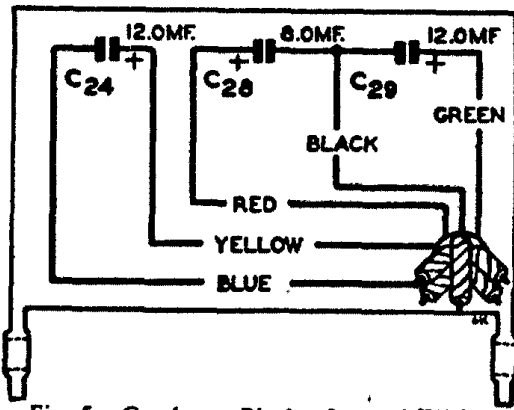 12.0MF. 8.0MF. 12.0MF
C24 C28 C29
GREEN
BLACK
RED
YELLOW
BLUE